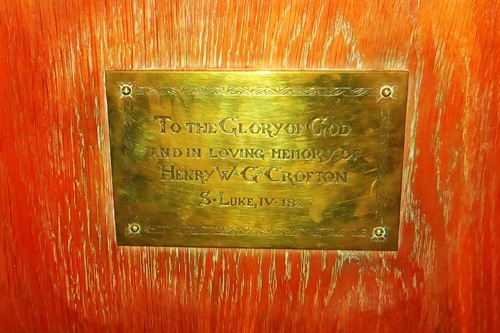 To the Glory of God
and in loving memory of
Henry W. G. Crofton
S. Luke, IV. 18.